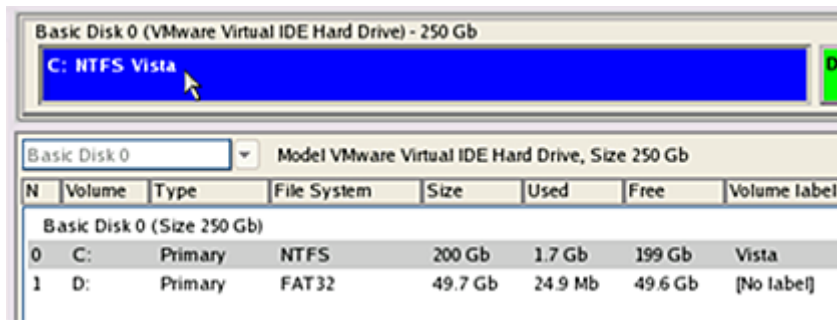 Basic Disk 0 (VMware Virtual IDE Hard Drive) - 250 Gb
C: NTFS Vista D
Basic Disk 0 Model VMware Virtual IDE Hard Drive, Size 250 Gb
N Volume Type File System Size Used Free Volume label
Basic Disk 0 (Size 250 Gb)
0 C: Primary NTFS 200 Gb 1.7 Gb 199 Gb Vista
1 D: Primary FAT32 49.7 Gb 24.9 Mb 49.6 Gb [No label]